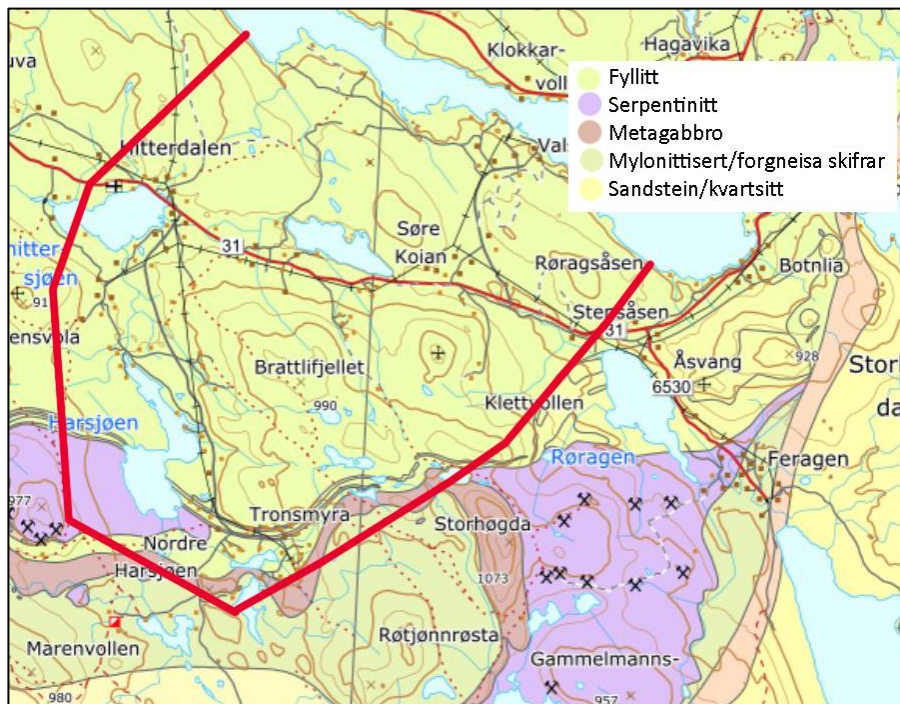 Klokkar-
voll
Hagavika
uva
Fyllitt
Serpentinitt
Metagabbro
Mylonittisert/forgneisa skifrar
Sandstein/kvartsitt
Hitterdalen
Vals
31
Søre
Koian
Røragsåsen
Botnlia
hitter-
sjøen
91
ensvola
Stensåsen
31
Åsvang
928
Storl
da
6530
Brattlifjellet
990
Klettvollen
Harsjøen
Røragen
Feragen
977
Tronsmyra
Storhøgda
Nordre
Harsjøen
1073
Marenvollen
Røtjønnrøsta
Gammelmanns-
980
957